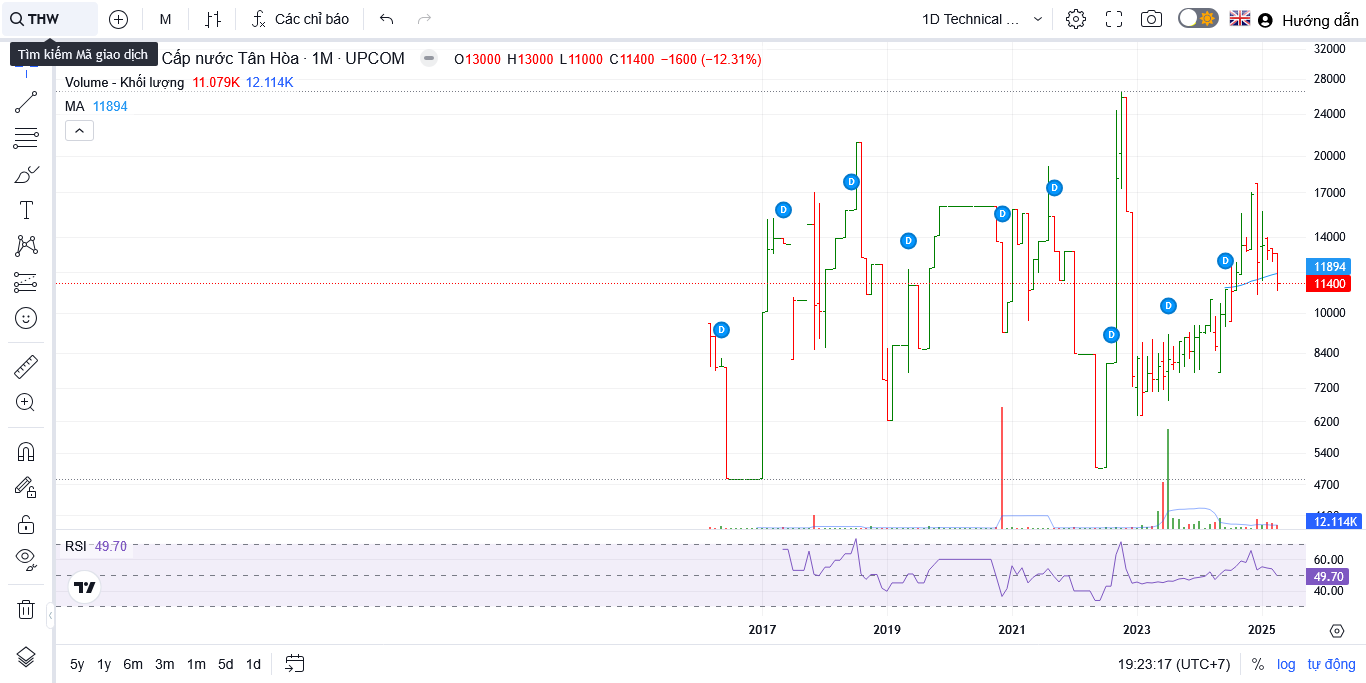 THW
M
Các chỉ báo
1D Technical ...
Hướng dẫn
Tìm kiếm Mã giao dịch
Cấp nước Tân Hòa · 1M · UPCOM
O13000 H13000 L11000 C11400 −1600 (−12.31%)
Volume - Khối lượng 11.079K 12.114K
MA 11894
32000
28000
24000
20000
17000
14000
11894
11400
10000
8400
7200
6200
5400
4700
12.114K
D
D
D
D
D
D
D
D
D
RSI 49.70
60.00
49.70
40.00
2017
2019
2021
2023
2025
5y 1y 6m 3m 1m 5d 1d
19:23:17 (UTC+7)
% log tự động